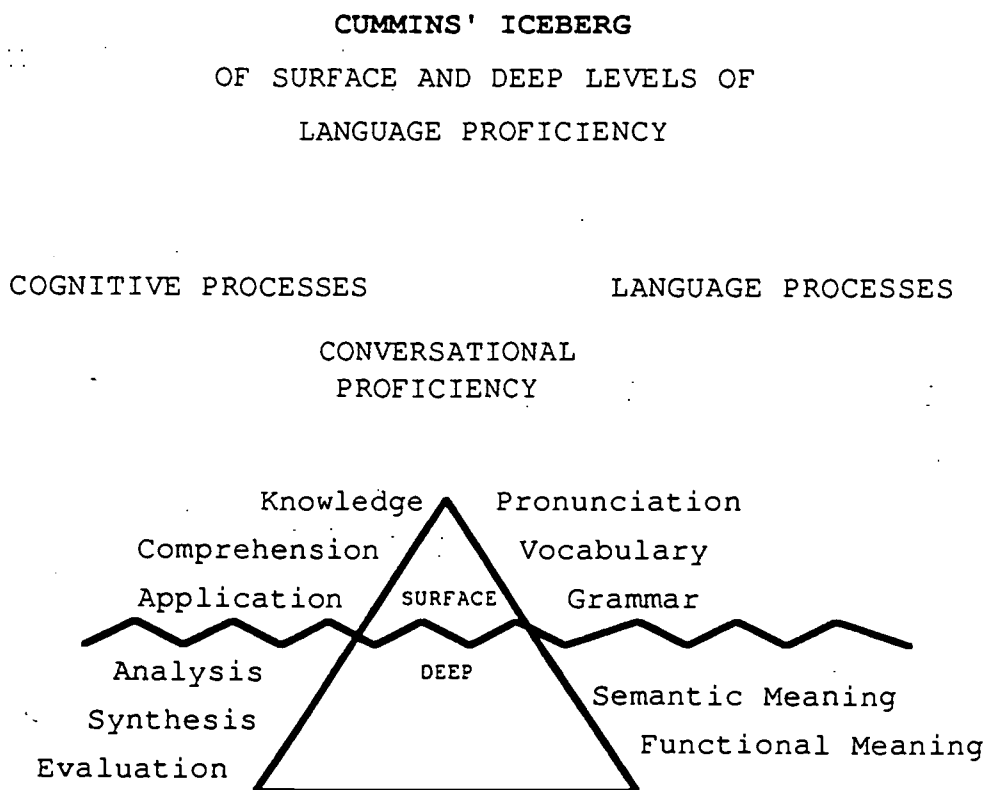 CUMMINS' ICEBERG
OF SURFACE AND DEEP LEVELS OF
LANGUAGE PROFICIENCY
COGNITIVE PROCESSES LANGUAGE PROCESSES
CONVERSATIONAL
PROFICIENCY
Knowledge Pronunciation
Comprehension Vocabulary
Application SURFACE Grammar
Analysis DEEP
Semantic Meaning
Synthesis
Functional Meaning
Evaluation